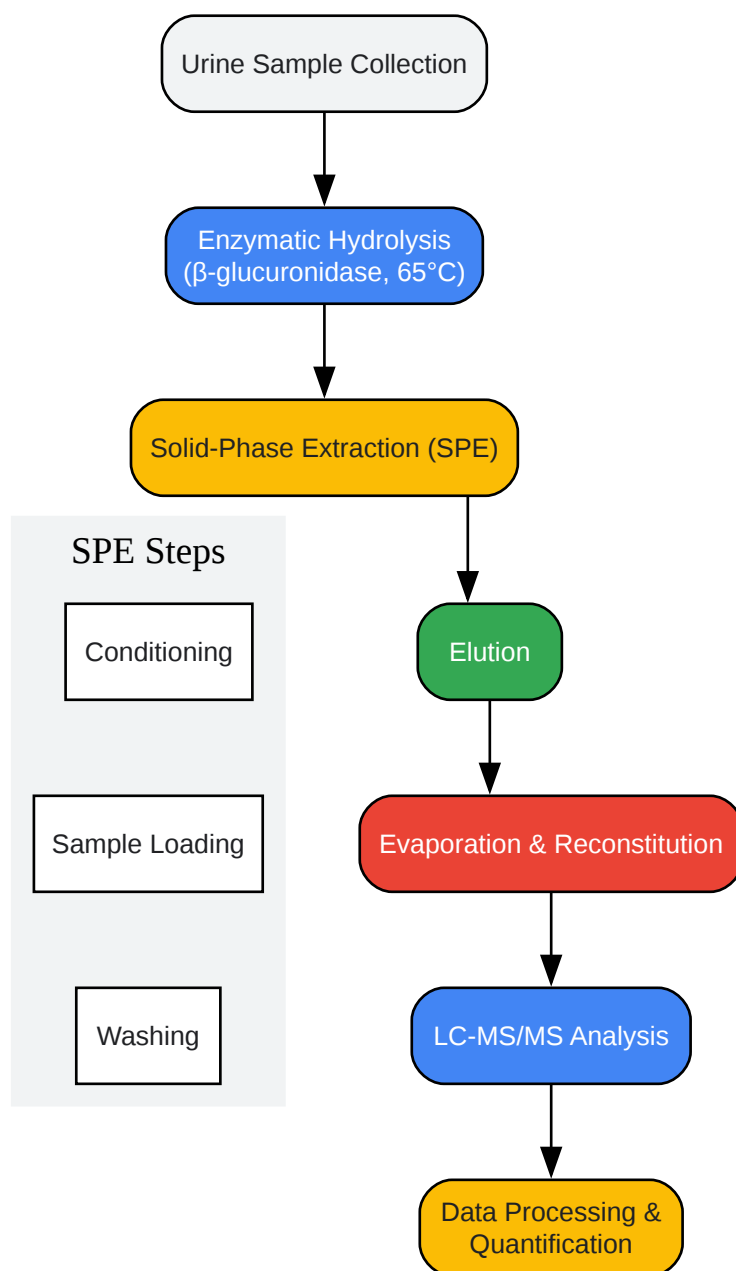 Urine Sample Collection
Enzymatic Hydrolysis
(β-glucuronidase, 65°C)
Solid-Phase Extraction (SPE)
SPE Steps
Conditioning
Sample Loading
Washing
Elution
Evaporation & Reconstitution
LC-MS/MS Analysis
Data Processing &
Quantification